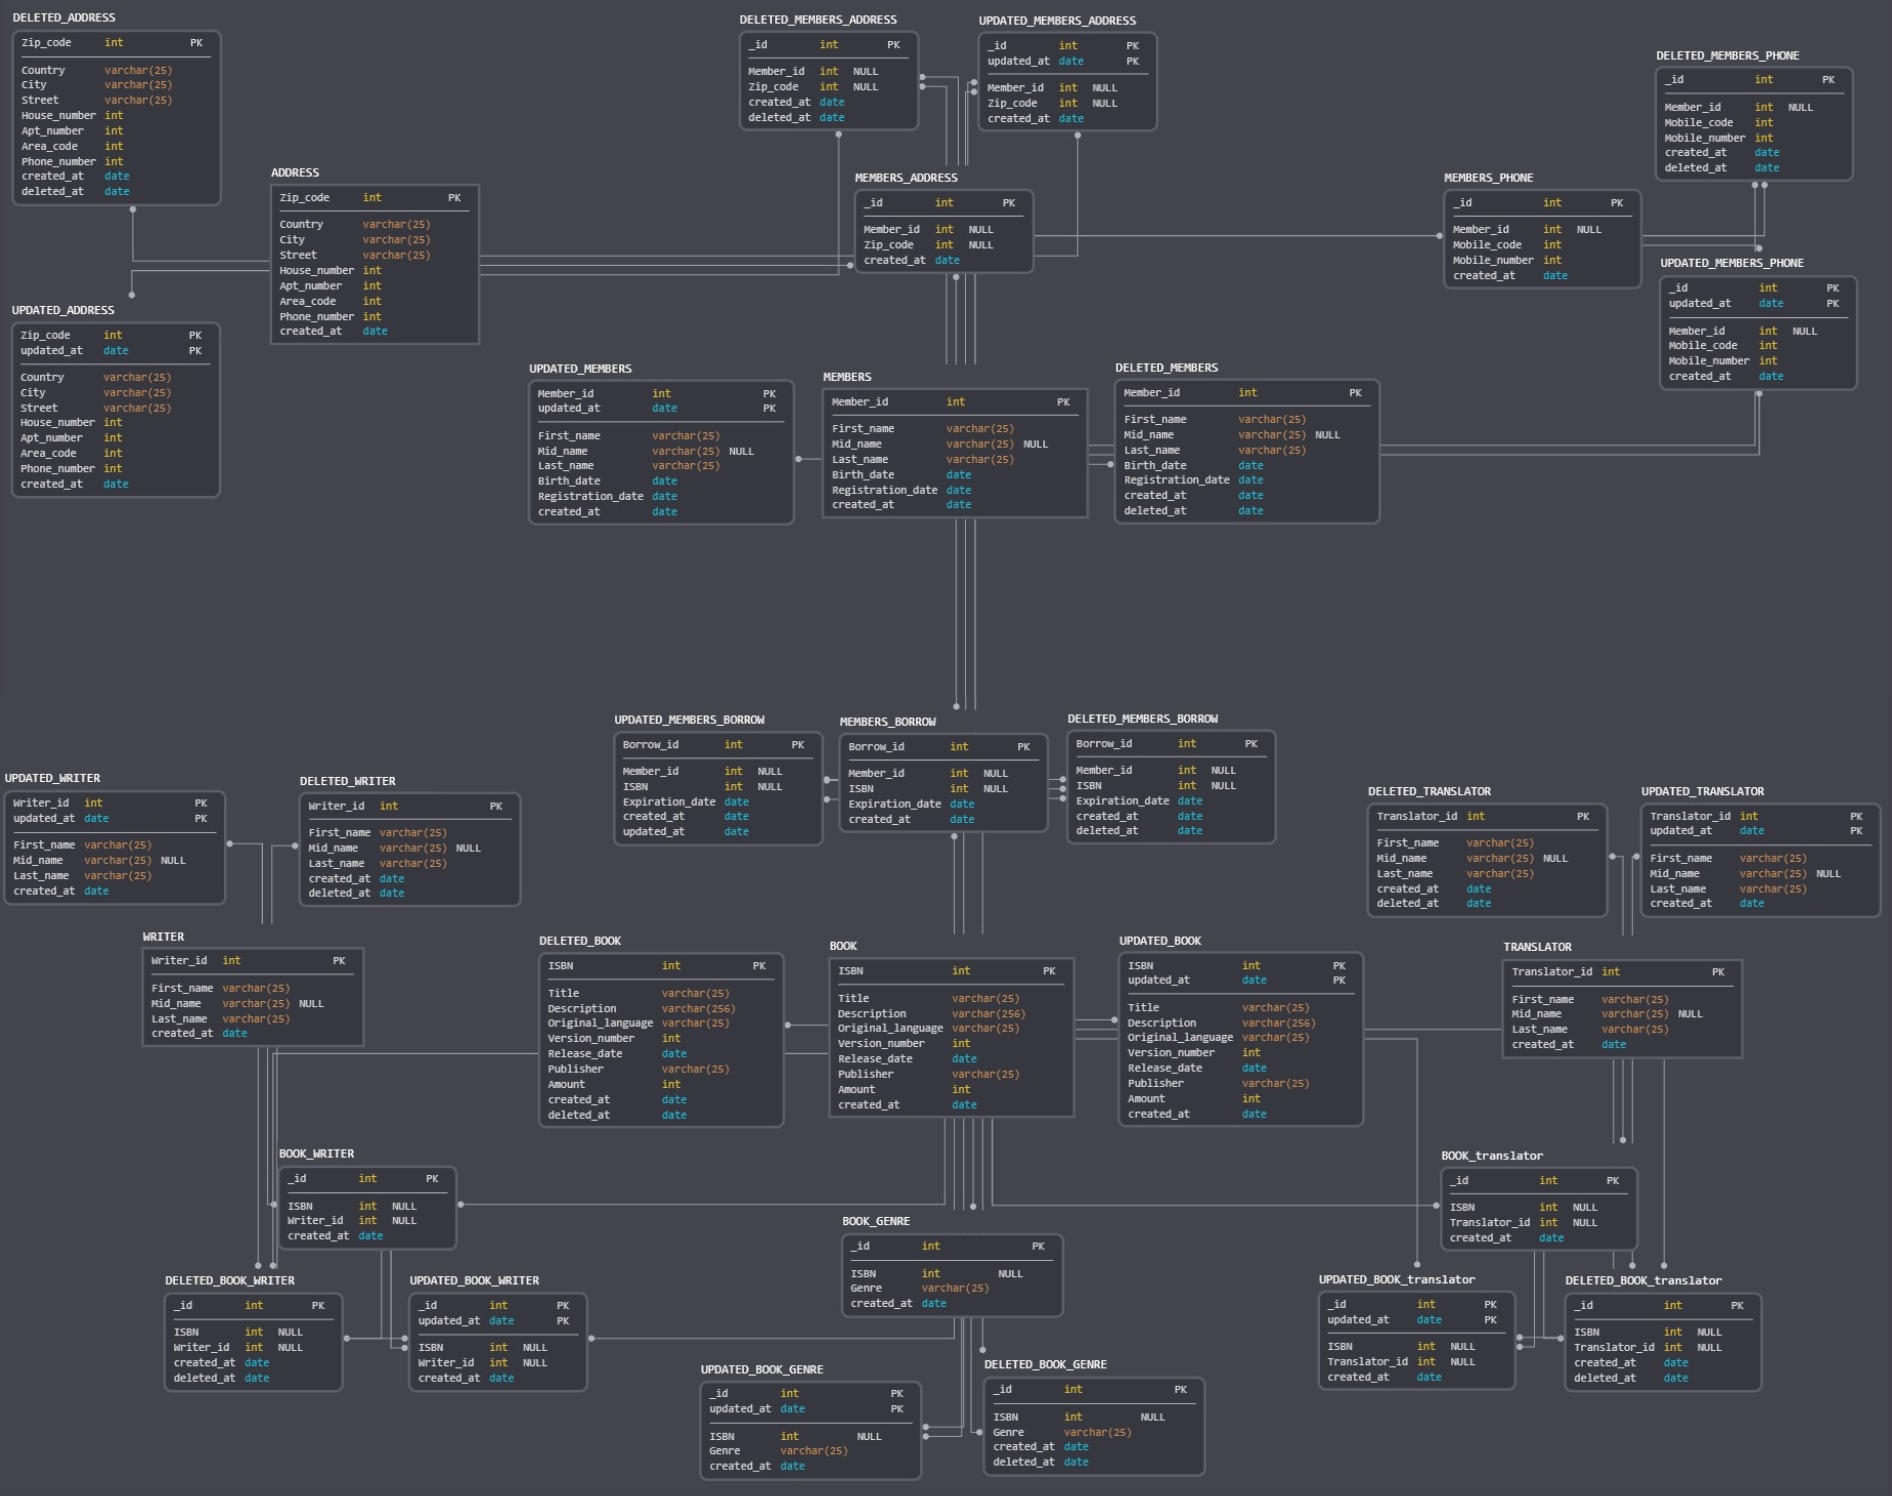 DELETED_ADDRESS
Zip_code int PK
Country varchar(25)
City varchar(25)
Street varchar(25)
House_number int
Apt_number int
Area_code int
Phone_number int
created_at date
deleted_at date
DELETED_MEMBERS_ADDRESS
_id int PK
Member_id int NULL
Zip_code int NULL
created_at date
deleted_at date
UPDATED_MEMBERS_ADDRESS
_id int PK
updated_at date PK
Member_id int NULL
Zip_code int NULL
created_at date
DELETED_MEMBERS_PHONE
_id int PK
Member_id int NULL
Mobile_code int
Mobile_number int
created_at date
deleted_at date
ADDRESS
Zip_code int PK
Country varchar(25)
City varchar(25)
Street varchar(25)
House_number int
Apt_number int
Area_code int
Phone_number int
created_at date
MEMBERS_ADDRESS
_id int PK
Member_id int NULL
Zip_code int NULL
created_at date
MEMBERS_PHONE
_id int PK
Member_id int NULL
Mobile_code int
Mobile_number int
created_at date
UPDATED_MEMBERS_PHONE
_id int PK
updated_at date PK
Member_id int NULL
Mobile_code int
Mobile_number int
created_at date
UPDATED_ADDRESS
Zip_code int PK
updated_at date PK
Country varchar(25)
City varchar(25)
Street varchar(25)
House_number int
Apt_number int
Area_code int
Phone_number int
created_at date
UPDATED_MEMBERS
Member_id int PK
updated_at date PK
First_name varchar(25)
Mid_name varchar(25) NULL
Last_name varchar(25)
Birth_date date
Registration_date date
created_at date
MEMBERS
Member_id int PK
First_name varchar(25)
Mid_name varchar(25) NULL
Last_name varchar(25)
Birth_date date
Registration_date date
created_at date
DELETED_MEMBERS
Member_id int PK
First_name varchar(25)
Mid_name varchar(25) NULL
Last_name varchar(25)
Birth_date date
Registration_date date
created_at date
deleted_at date
UPDATED_MEMBERS_BORROW
Borrow_id int PK
Member_id int NULL
ISBN int NULL
Expiration_date date
created_at date
updated_at date
MEMBERS_BORROW
Borrow_id int PK
Member_id int NULL
ISBN int NULL
Expiration_date date
created_at date
DELETED_MEMBERS_BORROW
Borrow_id int PK
Member_id int NULL
ISBN int NULL
Expiration_date date
created_at date
deleted_at date
UPDATED_WRITER
Writer_id int PK
updated_at date PK
First_name varchar(25)
Mid_name varchar(25) NULL
Last_name varchar(25)
created_at date
DELETED_WRITER
Writer_id int PK
First_name varchar(25)
Mid_name varchar(25) NULL
Last_name varchar(25)
created_at date
deleted_at date
DELETED_TRANSLATOR
Translator_id int PK
First_name varchar(25)
Mid_name varchar(25) NULL
Last_name varchar(25)
created_at date
deleted_at date
UPDATED_TRANSLATOR
Translator_id int PK
updated_at date PK
First_name varchar(25)
Mid_name varchar(25) NULL
Last_name varchar(25)
created_at date
WRITER
Writer_id int PK
First_name varchar(25)
Mid_name varchar(25) NULL
Last_name varchar(25)
created_at date
DELETED_BOOK
ISBN int PK
Title varchar(25)
Description varchar(256)
Original_language varchar(25)
Version_number int
Release_date date
Publisher varchar(25)
Amount int
created_at date
deleted_at date
BOOK
ISBN int PK
Title varchar(25)
Description varchar(256)
Original_language varchar(25)
Version_number int
Release_date date
Publisher varchar(25)
Amount int
created_at date
UPDATED_BOOK
ISBN int PK
updated_at date PK
Title varchar(25)
Description varchar(256)
Original_language varchar(25)
Version_number int
Release_date date
Publisher varchar(25)
Amount int
created_at date
TRANSLATOR
Translator_id int PK
First_name varchar(25)
Mid_name varchar(25) NULL
Last_name varchar(25)
created_at date
BOOK_WRITER
_id int PK
ISBN int NULL
Writer_id int NULL
created_at date
BOOK_translator
_id int PK
ISBN int NULL
Translator_id int NULL
created_at date
BOOK_GENRE
_id int PK
ISBN int NULL
Genre varchar(25)
created_at date
DELETED_BOOK_WRITER
_id int PK
ISBN int NULL
Writer_id int NULL
created_at date
deleted_at date
UPDATED_BOOK_WRITER
_id int PK
updated_at date PK
ISBN int NULL
Writer_id int NULL
created_at date
UPDATED_BOOK_translator
_id int PK
updated_at date PK
ISBN int NULL
Translator_id int NULL
created_at date
DELETED_BOOK_translator
_id int PK
ISBN int NULL
Translator_id int NULL
created_at date
deleted_at date
UPDATED_BOOK_GENRE
_id int PK
updated_at date PK
ISBN int NULL
Genre varchar(25)
created_at date
DELETED_BOOK_GENRE
_id int PK
ISBN int NULL
Genre varchar(25)
created_at date
deleted_at date